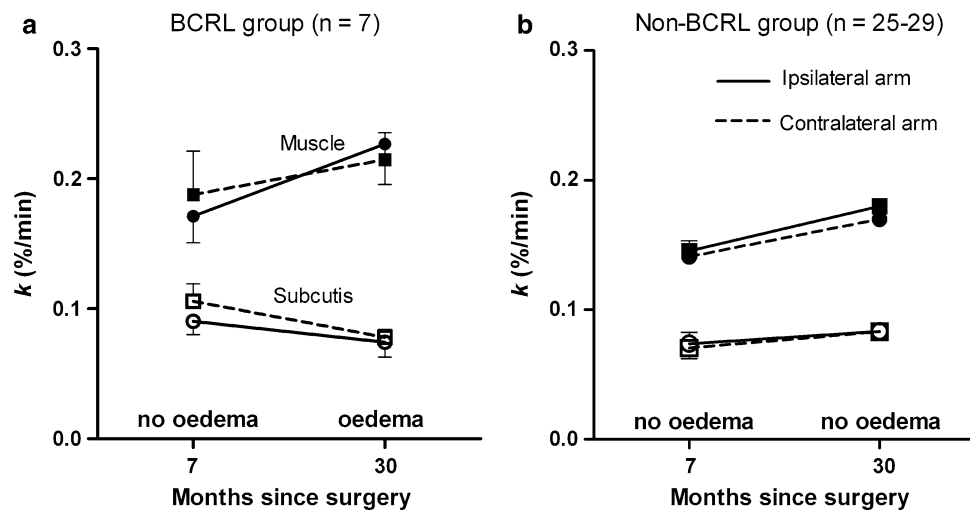 a
BCRL group (n = 7)
0.3
0.2
0.1
0.0
k (%/min)
Muscle
Subcutis
no oedema
oedema
7
30
Months since surgery
b
Non-BCRL group (n = 25-29)
0.3
0.2
0.1
0.0
k (%/min)
Ipsilateral arm
Contralateral arm
no oedema
no oedema
7
30
Months since surgery